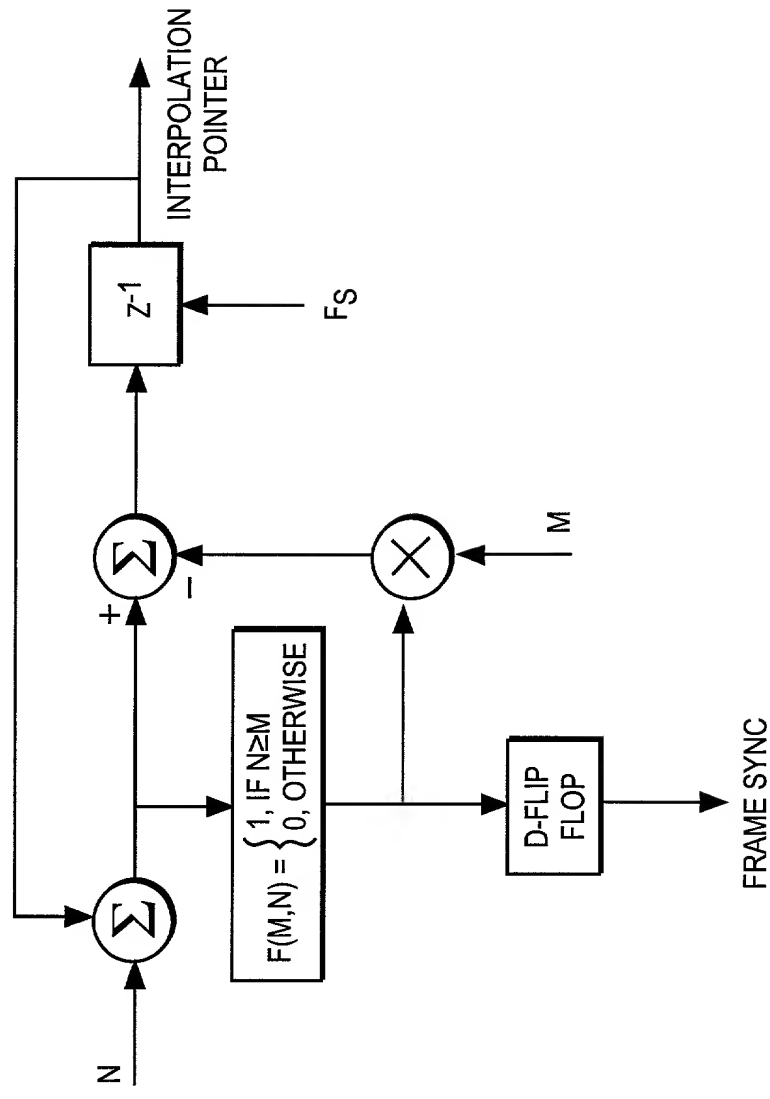 N
Σ
+
−
Σ
Z-1
INTERPOLATION
POINTER
FS
F(M,N) = { 1, IF N≥M
0, OTHERWISE
M
D-FLIP
FLOP
FRAME SYNC